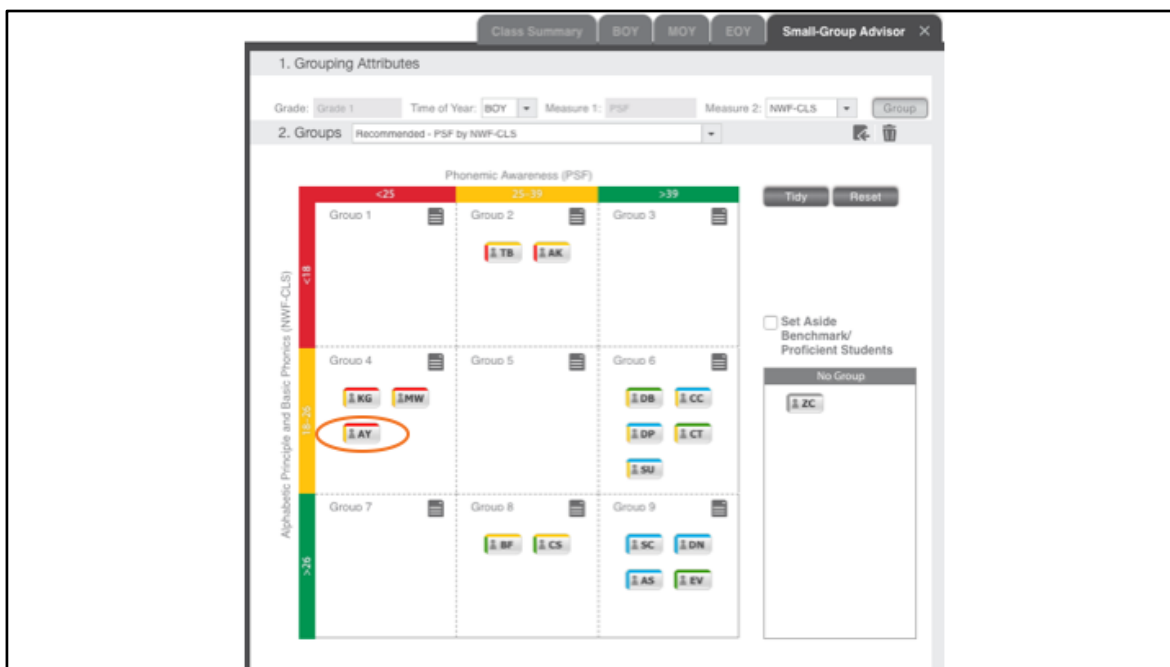 Class Summary BOY MOY EOY Small-Group Advisor ×
1. Grouping Attributes
Grade: Grade 1 Time of Year: BOY Measure 1: PSF Measure 2: NWF-CLS Group
2. Groups Recommended - PSF by NWF-CLS
Phonemic Awareness (PSF)
<25 25-39 >39
Tidy Reset
Alphabetic Principle and Basic Phonics (NWF-CLS)
<18
Group 1 Group 2 Group 3
TB AK
Set Aside
Benchmark/
Proficient Students
No Group
ZC
18-26
Group 4 Group 5 Group 6
KG MW DB CC
AY DP CT
SU
>26
Group 7 Group 8 Group 9
BF CS SC DN
AS EV